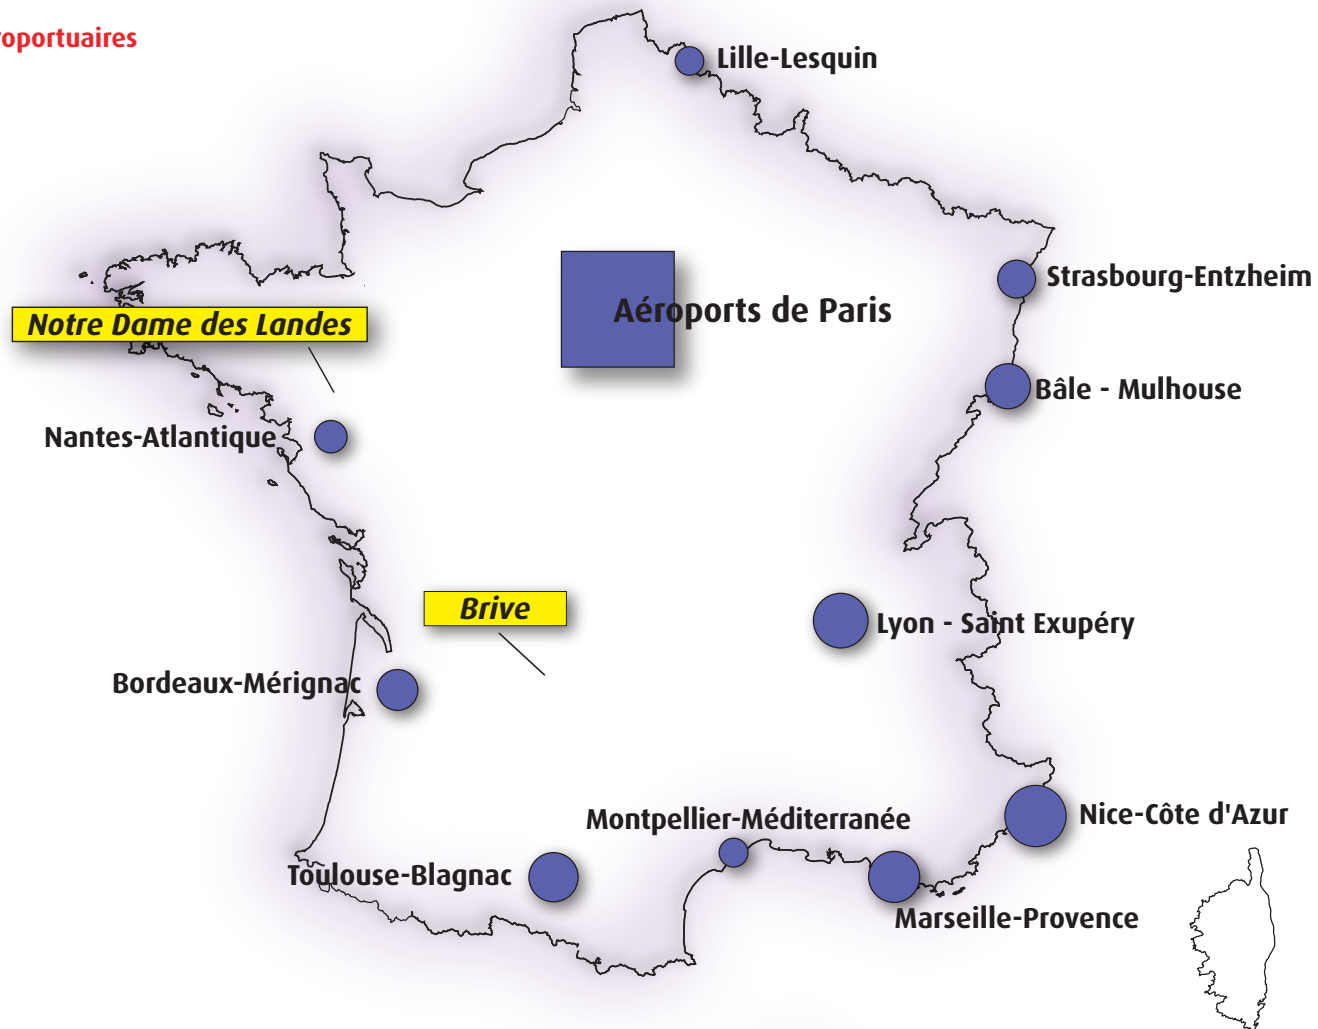 roportuaires
Lille-Lesquin
Strasbourg-Entzheim
Aéroports de Paris
Notre Dame des Landes
Bâle - Mulhouse
Nantes-Atlantique
Brive
Lyon - Saint Exupéry
Bordeaux-Mérignac
Nice-Côte d'Azur
Montpellier-Méditerranée
Toulouse-Blagnac
Marseille-Provence